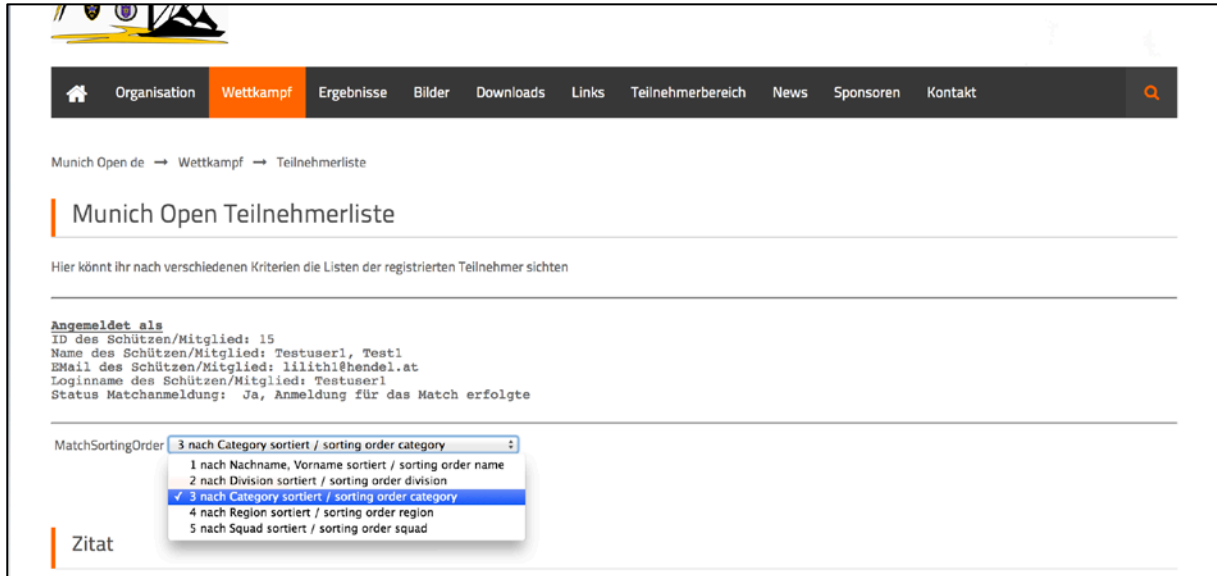 Organisation Wettkampf Ergebnisse Bilder Downloads Links Teilnehmerbereich News Sponsoren Kontakt
Munich Open de → Wettkampf → Teilnehmerliste
Munich Open Teilnehmerliste
Hier könnt ihr nach verschiedenen Kriterien die Listen der registrierten Teilnehmer sichten
Angemeldet als
ID des Schützen/Mitglied: 15
Name des Schützen/Mitglied: Testuser1, Test1
EMail des Schützen/Mitglied: lilith1@hendel.at
Loginname des Schützen/Mitglied: Testuser1
Status Matchanmeldung: Ja, Anmeldung für das Match erfolgte
MatchSortingOrder 3 nach Category sortiert / sorting order category
1 nach Nachname, Vorname sortiert / sorting order name
2 nach Division sortiert / sorting order division
✓ 3 nach Category sortiert / sorting order category
4 nach Region sortiert / sorting order region
5 nach Squad sortiert / sorting order squad
Zitat